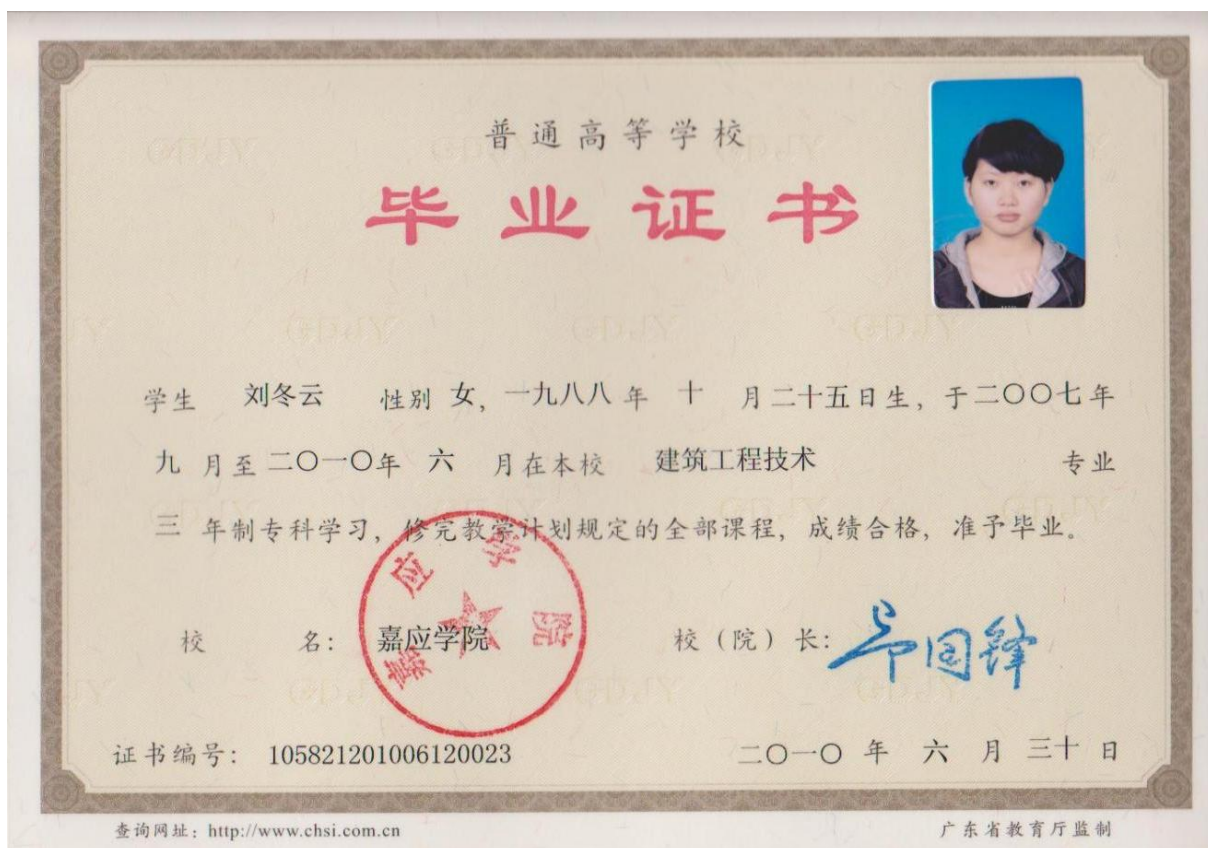 普通高等学校
毕业证书
学生 刘冬云 性别 女，一九八八 年 十 月二十五日生，于二〇〇七年
九 月至二〇一〇年 六 月在本校 建筑工程技术 专业
三 年制专科学习，修完教学计划规定的全部课程，成绩合格，准予毕业。
校 名：嘉应学院 校（院）长：
嘉应学院
证书编号：105821201006120023 二〇一〇 年 六 月 三十 日
查询网址：http://www.chsi.com.cn 广东省教育厅监制